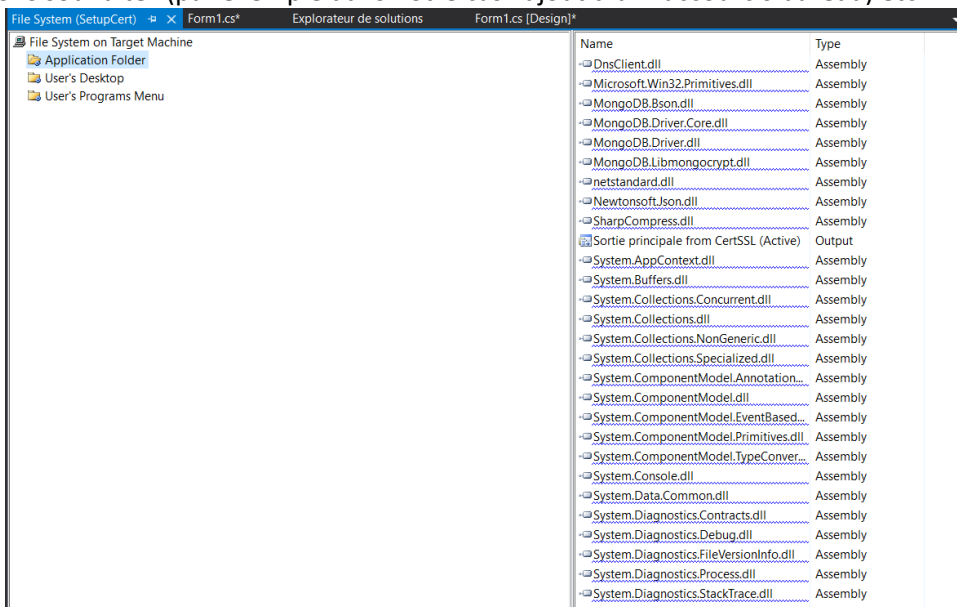 File System (SetupCert) Form1.cs* Explorateur de solutions Form1.cs [Design]*
File System on Target Machine
Application Folder
User's Desktop
User's Programs Menu
Name Type
DnsClient.dll Assembly
Microsoft.Win32.Primitives.dll Assembly
MongoDB.Bson.dll Assembly
MongoDB.Driver.Core.dll Assembly
MongoDB.Driver.dll Assembly
MongoDB.Libmongocrypt.dll Assembly
netstandard.dll Assembly
Newtonsoft.Json.dll Assembly
SharpCompress.dll Assembly
Sortie principale from CertSSL (Active) Output
System.AppContext.dll Assembly
System.Buffers.dll Assembly
System.Collections.Concurrent.dll Assembly
System.Collections.dll Assembly
System.Collections.NonGeneric.dll Assembly
System.Collections.Specialized.dll Assembly
System.ComponentModel.Annotation... Assembly
System.ComponentModel.dll Assembly
System.ComponentModel.EventBased... Assembly
System.ComponentModel.Primitives.dll Assembly
System.ComponentModel.TypeConver... Assembly
System.Console.dll Assembly
System.Data.Common.dll Assembly
System.Diagnostics.Contracts.dll Assembly
System.Diagnostics.Debug.dll Assembly
System.Diagnostics.FileVersionInfo.dll Assembly
System.Diagnostics.Process.dll Assembly
System.Diagnostics.StackTrace.dll Assembly